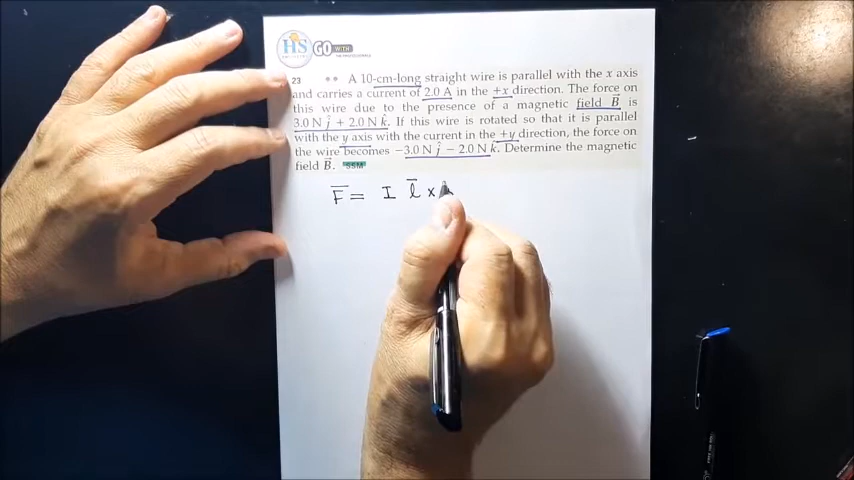 HS
GO WITH
23 •• A 10-cm-long straight wire is parallel with the x axis
and carries a current of 2.0 A in the +x direction. The force on
this wire due to the presence of a magnetic field B⃗ is
3.0 N ĵ + 2.0 N k̂. If this wire is rotated so that it is parallel
with the y axis with the current in the +y direction, the force on
the wire becomes −3.0 N ĵ − 2.0 N k̂. Determine the magnetic
field B⃗. SSM
F̅ = I l̅ ×